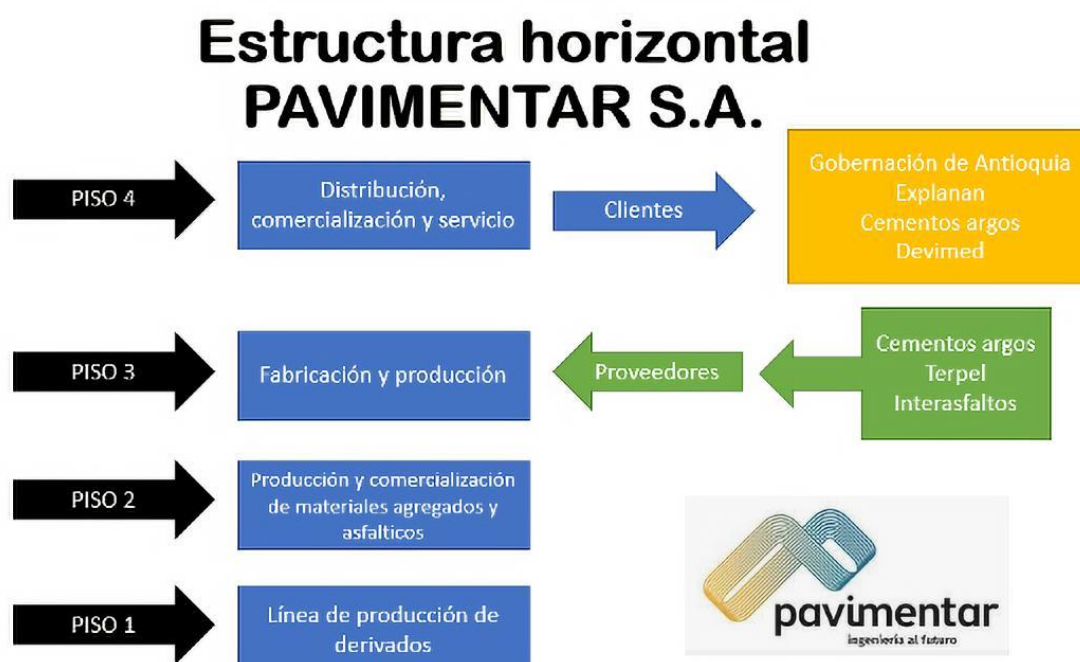 Estructura horizontal
PAVIMENTAR S.A.
PISO 4
Distribución,
comercialización y servicio
Clientes
Gobernación de Antioquia
Explanan
Cementos argos
Devimed
PISO 3
Fabricación y producción
Proveedores
Cementos argos
Terpel
Interasfaltos
PISO 2
Producción y comercialización
de materiales agregados y
asfalticos
PISO 1
Línea de producción de
derivados
pavimentar
ingeniería al futuro